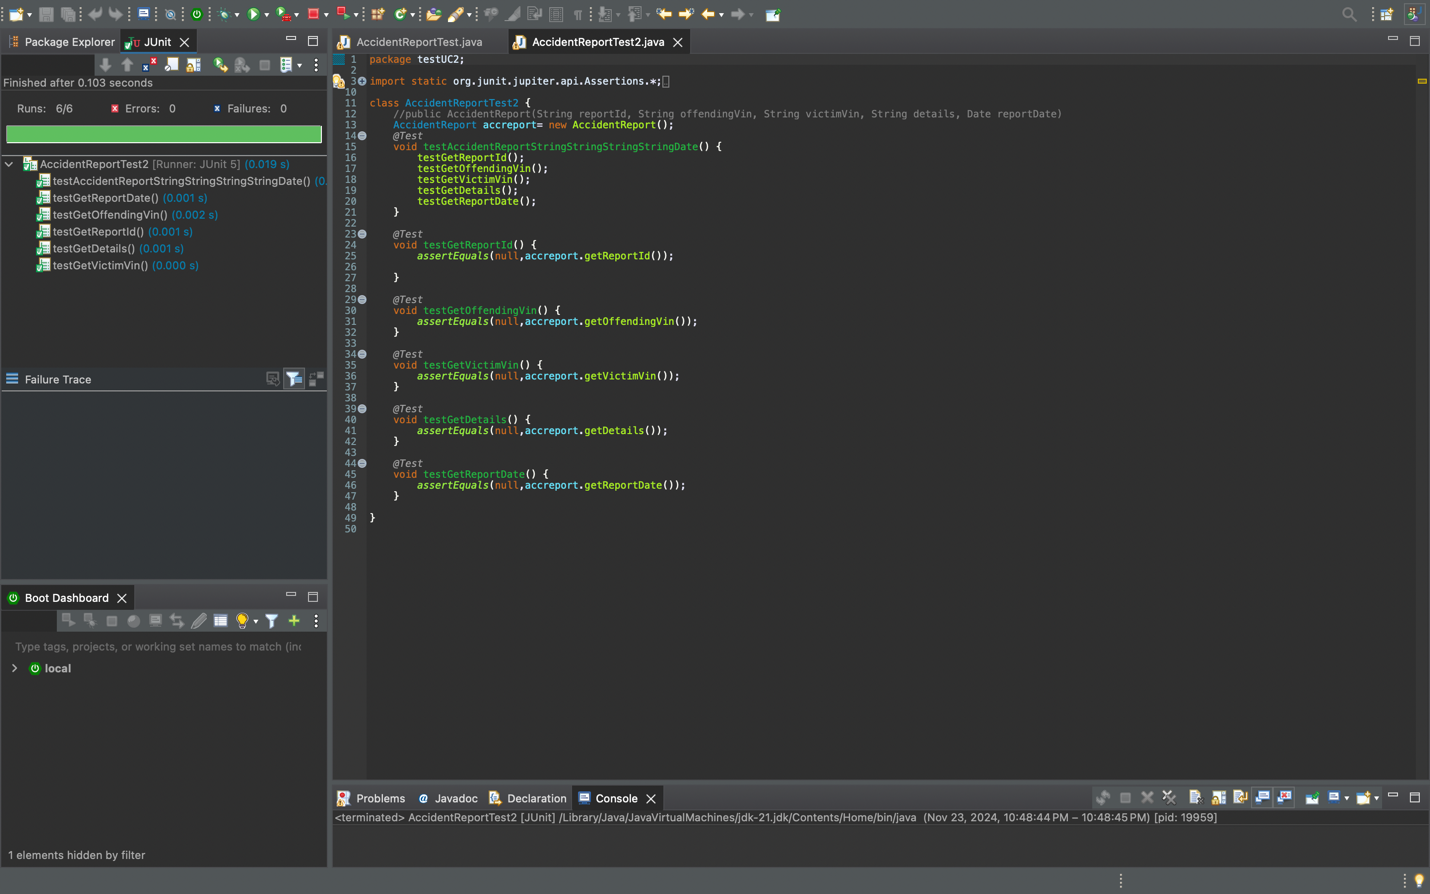 Package Explorer
JUnit
Finished after 0.103 seconds
Runs: 6/6
Errors: 0
Failures: 0
AccidentReportTest2 [Runner: JUnit 5] (0.019 s)
testAccidentReportStringStringStringStringDate() (0.
testGetReportDate() (0.001 s)
testGetOffendingVin() (0.002 s)
testGetReportId() (0.001 s)
testGetDetails() (0.001 s)
testGetVictimVin() (0.000 s)
Failure Trace
Boot Dashboard
Type tags, projects, or working set names to match (inc
local
1 elements hidden by filter
AccidentReportTest.java
AccidentReportTest2.java
1 package testUC2;
2
3 import static org.junit.jupiter.api.Assertions.*;
10
11 class AccidentReportTest2 {
12 //public AccidentReport(String reportId, String offendingVin, String victimVin, String details, Date reportDate)
13 AccidentReport accreport= new AccidentReport();
14 @Test
15 void testAccidentReportStringStringStringStringDate() {
16 testGetReportId();
17 testGetOffendingVin();
18 testGetVictimVin();
19 testGetDetails();
20 testGetReportDate();
21 }
22
23 @Test
24 void testGetReportId() {
25 assertEquals(null,accreport.getReportId());
26
27 }
28
29 @Test
30 void testGetOffendingVin() {
31 assertEquals(null,accreport.getOffendingVin());
32 }
33
34 @Test
35 void testGetVictimVin() {
36 assertEquals(null,accreport.getVictimVin());
37 }
38
39 @Test
40 void testGetDetails() {
41 assertEquals(null,accreport.getDetails());
42 }
43
44 @Test
45 void testGetReportDate() {
46 assertEquals(null,accreport.getReportDate());
47 }
48
49 }
50
Problems
Javadoc
Declaration
Console
<terminated> AccidentReportTest2 [JUnit] /Library/Java/JavaVirtualMachines/jdk-21.jdk/Contents/Home/bin/java (Nov 23, 2024, 10:48:44 PM – 10:48:45 PM) [pid: 19959]